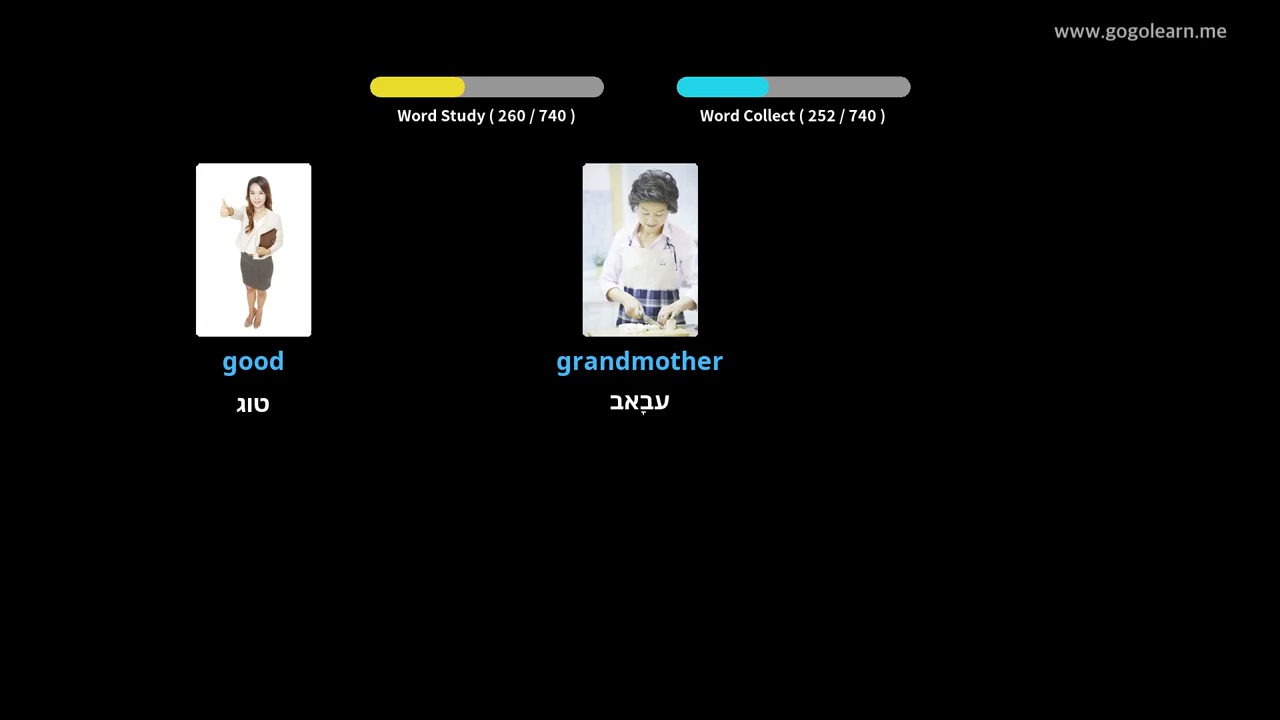 www.gogolearn.me
Word Study ( 260 / 740 )
Word Collect ( 252 / 740 )
good
טוג
grandmother
עבָאב